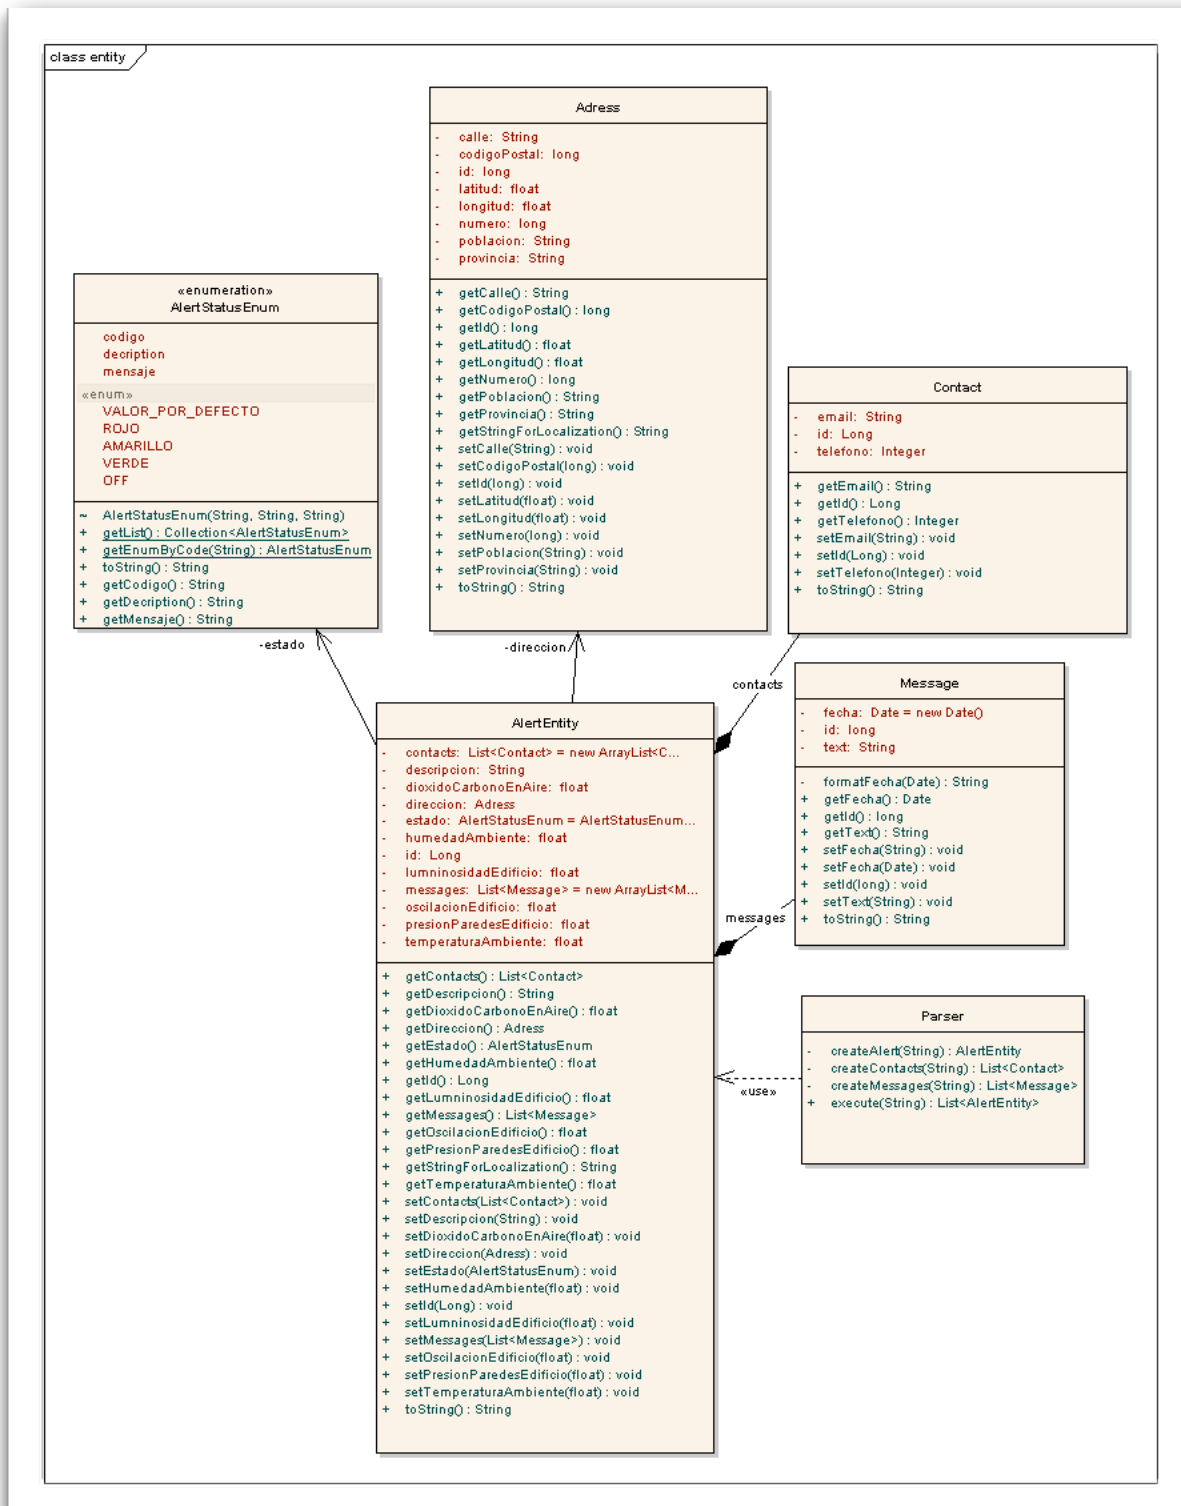 class entity
Adress
- calle: String
- codigoPostal: long
- id: long
- latitud: float
- longitud: float
- numero: long
- poblacion: String
- provincia: String
+ getCalle() : String
+ getCodigoPostal() : long
+ getId() : long
+ getLatitud() : float
+ getLongitud() : float
+ getNumero() : long
+ getPoblacion() : String
+ getProvincia() : String
+ getStringForLocalization() : String
+ setCalle(String) : void
+ setCodigoPostal(long) : void
+ setId(long) : void
+ setLatitud(float) : void
+ setLongitud(float) : void
+ setNumero(long) : void
+ setPoblacion(String) : void
+ setProvincia(String) : void
+ toString() : String
«enumeration»
AlertStatusEnum
codigo
decription
mensaje
«enum»
VALOR_POR_DEFECTO
ROJO
AMARILLO
VERDE
OFF
~ AlertStatusEnum(String, String, String)
+ getList() : Collection<AlertStatusEnum>
+ getEnumByCode(String) : AlertStatusEnum
+ toString() : String
+ getCodigo() : String
+ getDecription() : String
+ getMensaje() : String
Contact
- email: String
- id: Long
- telefono: Integer
+ getEmail() : String
+ getId() : Long
+ getTelefono() : Integer
+ setEmail(String) : void
+ setId(Long) : void
+ setTelefono(Integer) : void
+ toString() : String
-estado
-direccion
contacts
Message
- fecha: Date = new Date()
- id: long
- text: String
- formatFecha(Date) : String
+ getFecha() : Date
+ getId() : long
+ getText() : String
+ setFecha(String) : void
+ setFecha(Date) : void
+ setId(long) : void
+ setText(String) : void
+ toString() : String
messages
AlertEntity
- contacts: List<Contact> = new ArrayList<C...
- descripcion: String
- dioxidoCarbonoEnAire: float
- direccion: Adress
- estado: AlertStatusEnum = AlertStatusEnum...
- humedadAmbiente: float
- id: Long
- lumninosidadEdificio: float
- messages: List<Message> = new ArrayList<M...
- oscilacionEdificio: float
- presionParedesEdificio: float
- temperaturaAmbiente: float
+ getContacts() : List<Contact>
+ getDescripcion() : String
+ getDioxidoCarbonoEnAire() : float
+ getDireccion() : Adress
+ getEstado() : AlertStatusEnum
+ getHumedadAmbiente() : float
+ getId() : Long
+ getLumninosidadEdificio() : float
+ getMessages() : List<Message>
+ getOscilacionEdificio() : float
+ getPresionParedesEdificio() : float
+ getStringForLocalization() : String
+ getTemperaturaAmbiente() : float
+ setContacts(List<Contact>) : void
+ setDescripcion(String) : void
+ setDioxidoCarbonoEnAire(float) : void
+ setDireccion(Adress) : void
+ setEstado(AlertStatusEnum) : void
+ setHumedadAmbiente(float) : void
+ setId(Long) : void
+ setLumninosidadEdificio(float) : void
+ setMessages(List<Message>) : void
+ setOscilacionEdificio(float) : void
+ setPresionParedesEdificio(float) : void
+ setTemperaturaAmbiente(float) : void
+ toString() : String
Parser
- createAlert(String) : AlertEntity
- createContacts(String) : List<Contact>
- createMessages(String) : List<Message>
+ execute(String) : List<AlertEntity>
«use»